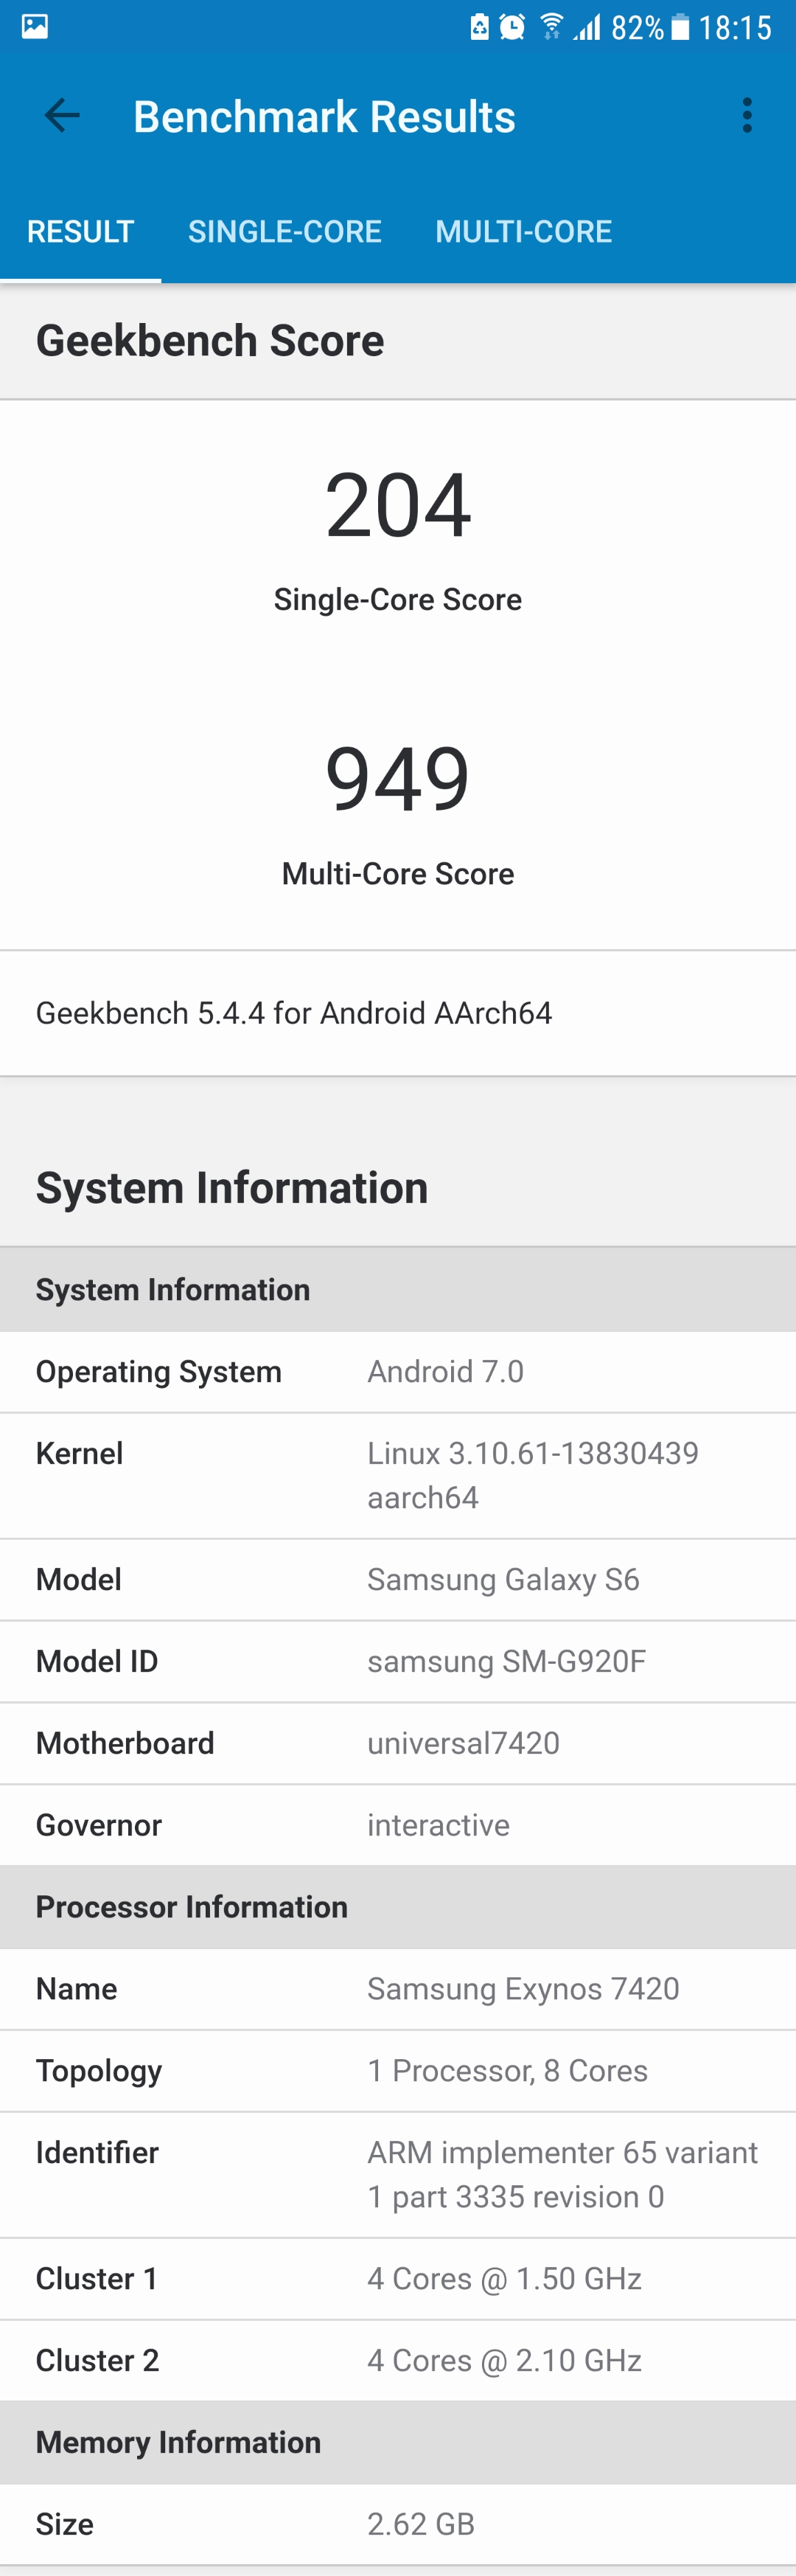 82% 18:15
Benchmark Results
RESULT SINGLE-CORE MULTI-CORE
Geekbench Score
204
Single-Core Score
949
Multi-Core Score
Geekbench 5.4.4 for Android AArch64
System Information
System Information
Operating System Android 7.0
Kernel Linux 3.10.61-13830439
aarch64
Model Samsung Galaxy S6
Model ID samsung SM-G920F
Motherboard universal7420
Governor interactive
Processor Information
Name Samsung Exynos 7420
Topology 1 Processor, 8 Cores
Identifier ARM implementer 65 variant
1 part 3335 revision 0
Cluster 1 4 Cores @ 1.50 GHz
Cluster 2 4 Cores @ 2.10 GHz
Memory Information
Size 2.62 GB